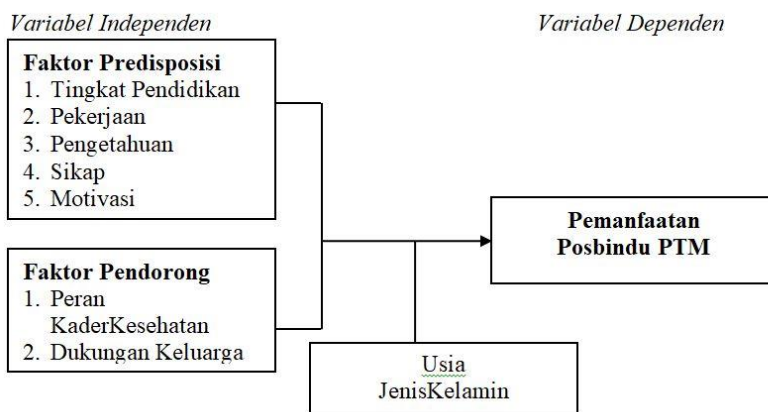 Variabel Independen
Variabel Dependen
Faktor Predisposisi
1. Tingkat Pendidikan
2. Pekerjaan
3. Pengetahuan
4. Sikap
5. Motivasi
Pemanfaatan
Posbindu PTM
Faktor Pendorong
1. Peran
KaderKesehatan
2. Dukungan Keluarga
Usia
JenisKelamin